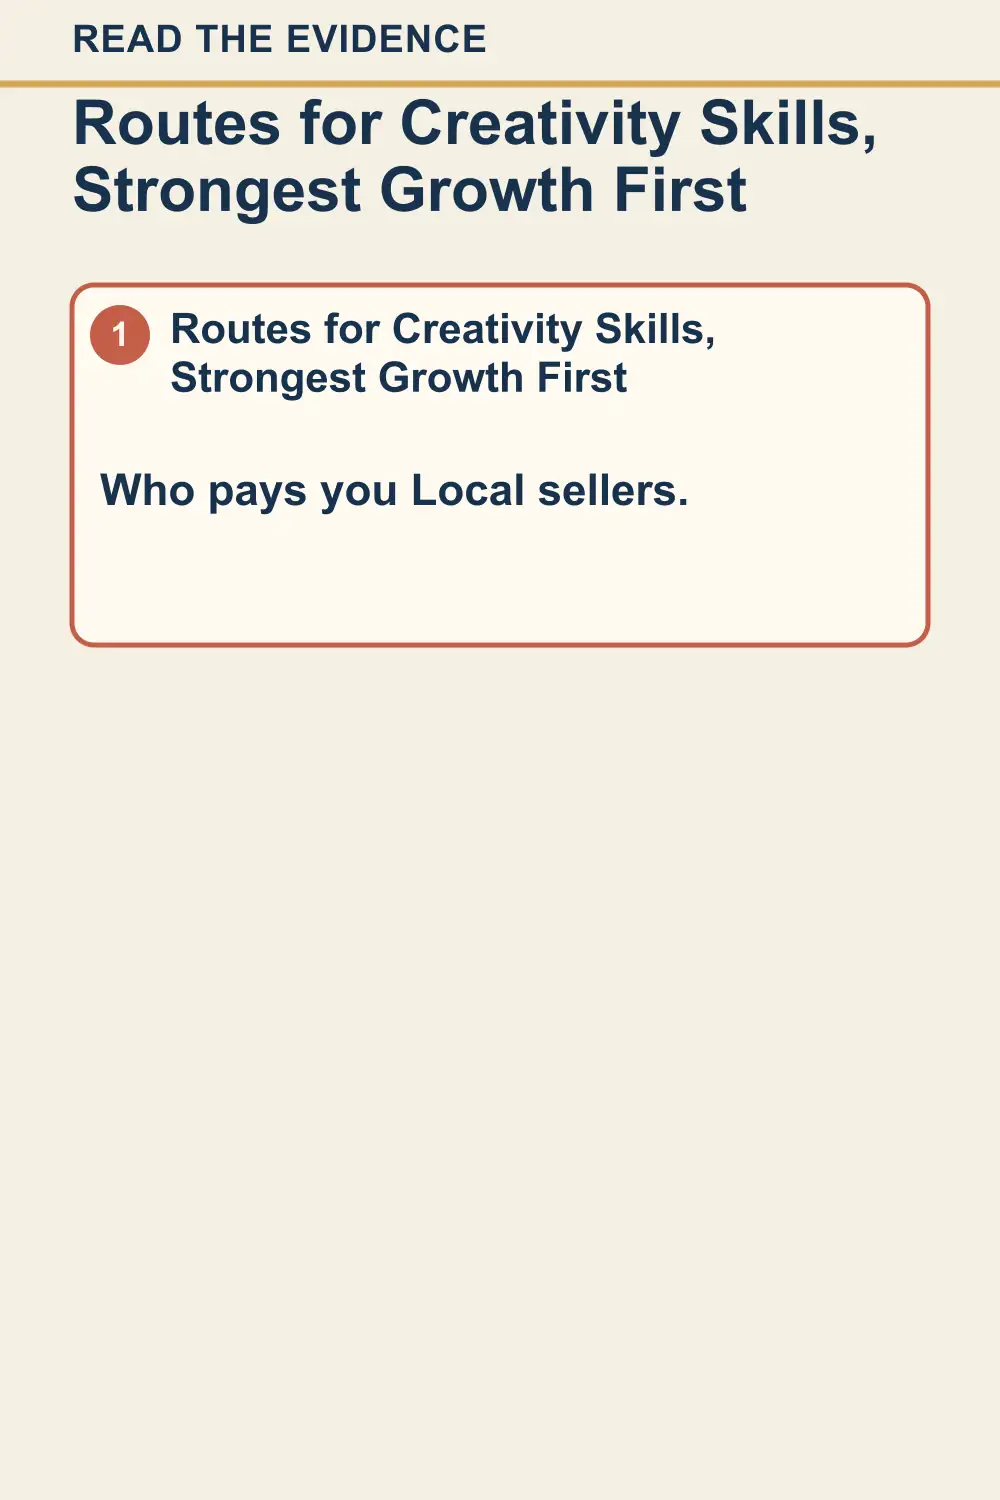 READ THE EVIDENCE
Routes for Creativity Skills,
Strongest Growth First
1
Routes for Creativity Skills,
Strongest Growth First
Who pays you Local sellers.